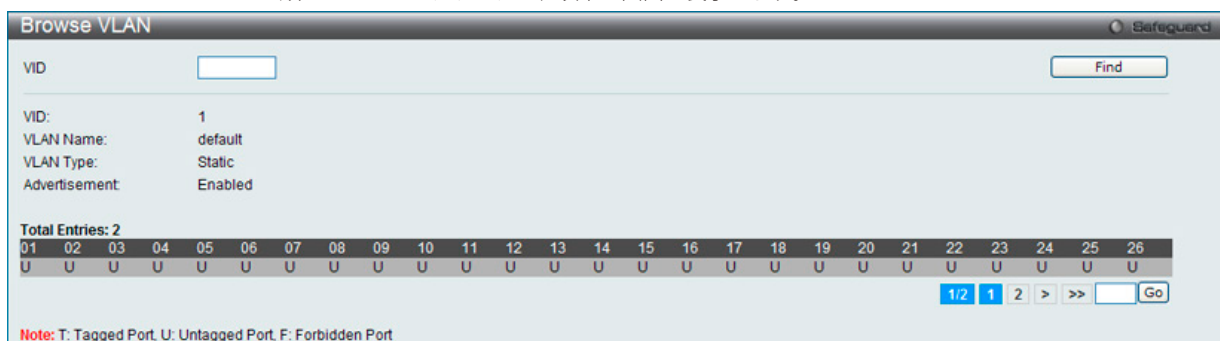 Browse VLAN
Safeguard
VID
Find
VID: 1
VLAN Name: default
VLAN Type: Static
Advertisement: Enabled
Total Entries: 2
01 02 03 04 05 06 07 08 09 10 11 12 13 14 15 16 17 18 19 20 21 22 23 24 25 26
U U U U U U U U U U U U U U U U U U U U U U U U U U
1/2 1 2 > >> Go
Note: T: Tagged Port, U: Untagged Port, F: Forbidden Port